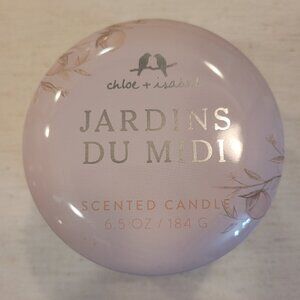 chloe + isabel
JARDINS
DU MIDI
SCENTED CANDLE
6.5 OZ / 184 G